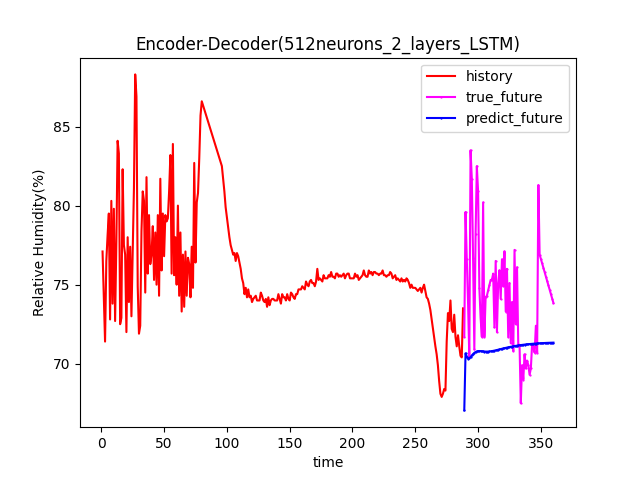 Encoder-Decoder(512neurons_2_layers_LSTM)
history
true_future
predict_future
85
80
75
70
Relative Humidity(%)
0 50 100 150 200 250 300 350
time